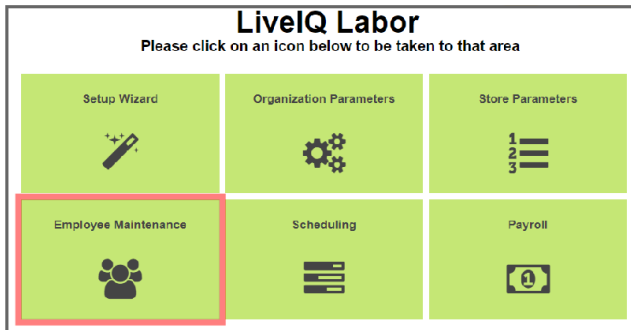 LiveIQ Labor
Please click on an icon below to be taken to that area
Setup Wizard
Organization Parameters
Store Parameters
1
2
3
Employee Maintenance
Scheduling
Payroll
1